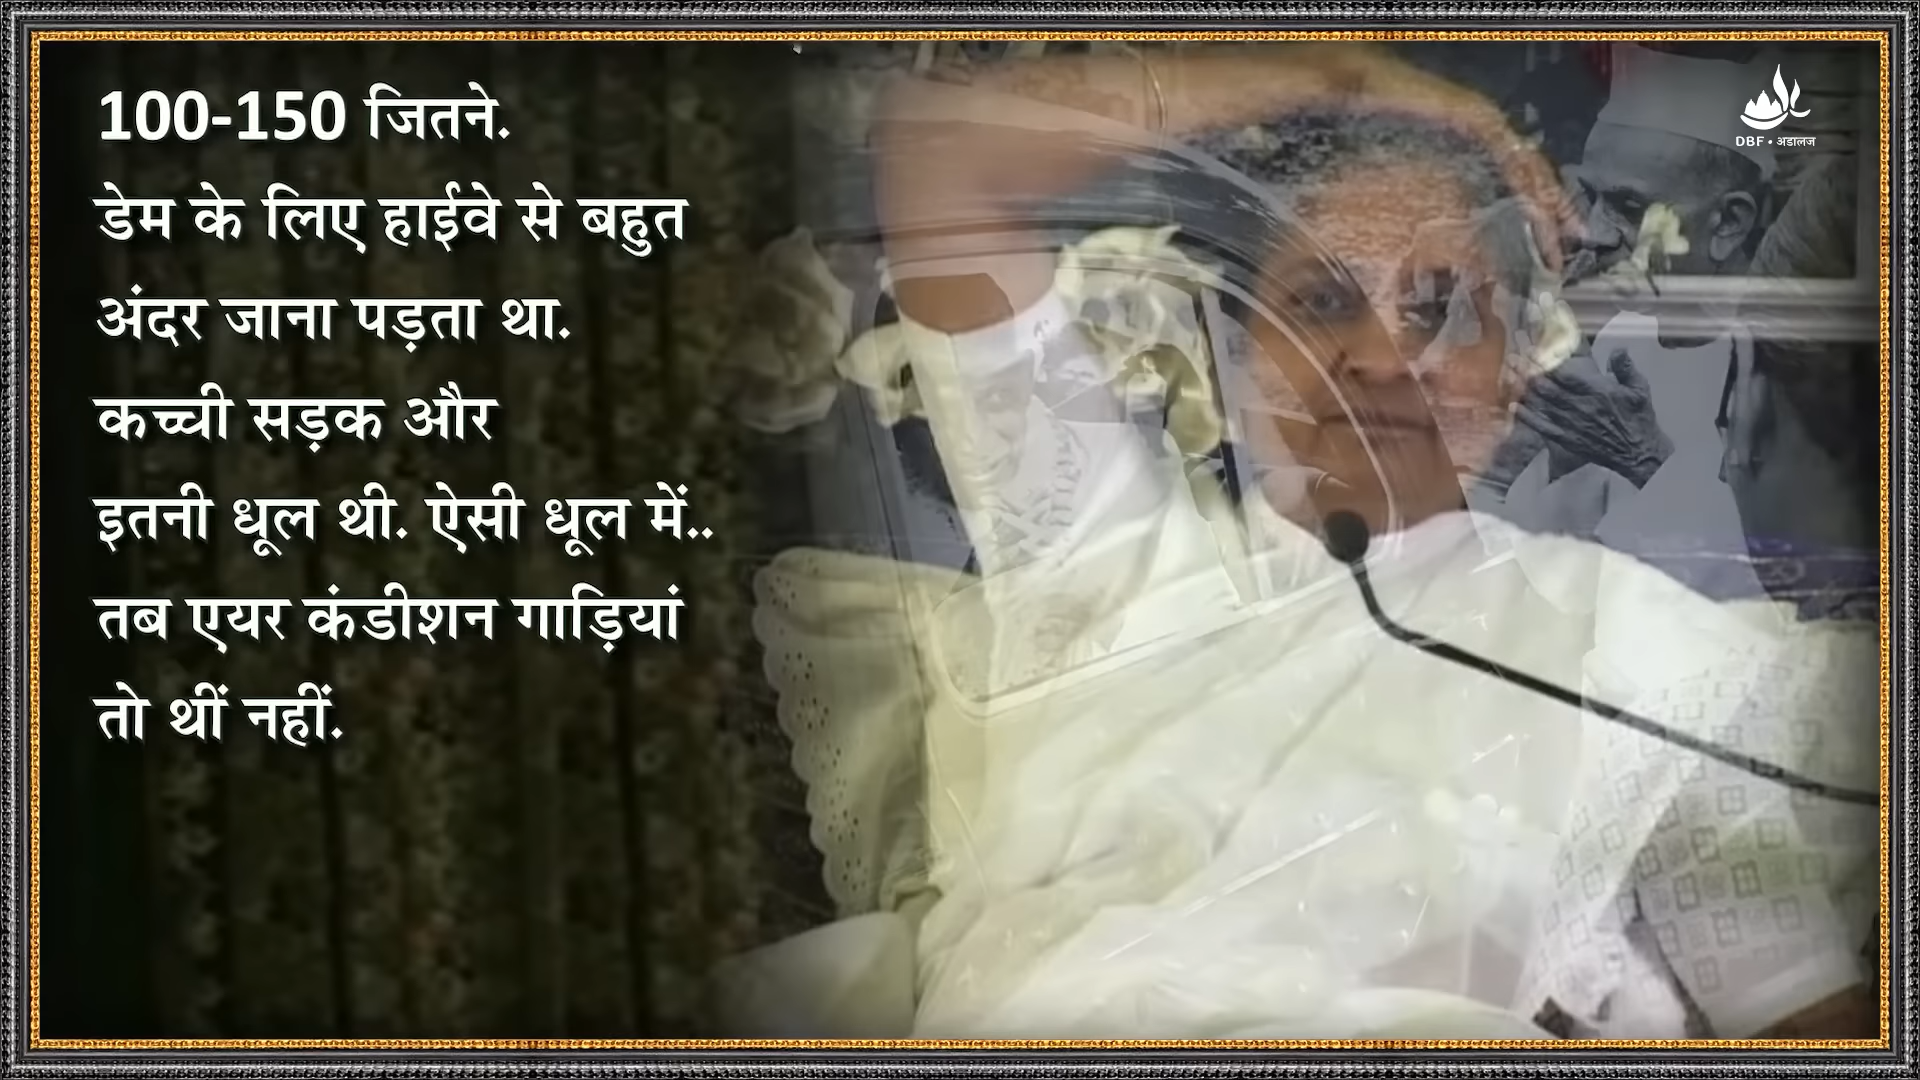 100-150 जितने.
डेम के लिए हाईवे से बहुत
अंदर जाना पड़ता था.
कच्ची सड़क और
इतनी धूल थी. ऐसी धूल में..
तब एयर कंडीशन गाड़ियां
तो थीं नहीं.
DBF • अडालज